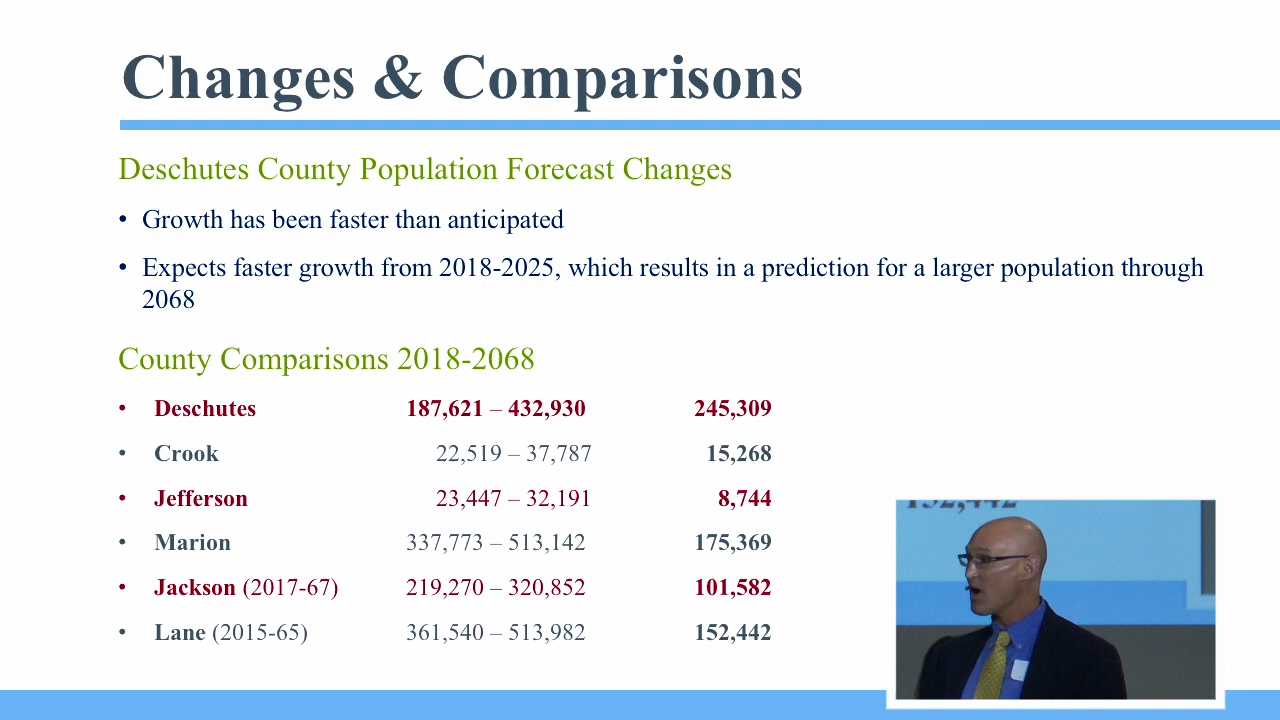 Changes & Comparisons
Deschutes County Population Forecast Changes
• Growth has been faster than anticipated
• Expects faster growth from 2018-2025, which results in a prediction for a larger population through
2068
County Comparisons 2018-2068
• Deschutes 187,621 – 432,930 245,309
• Crook 22,519 – 37,787 15,268
• Jefferson 23,447 – 32,191 8,744
• Marion 337,773 – 513,142 175,369
• Jackson (2017-67) 219,270 – 320,852 101,582
• Lane (2015-65) 361,540 – 513,982 152,442
152,442